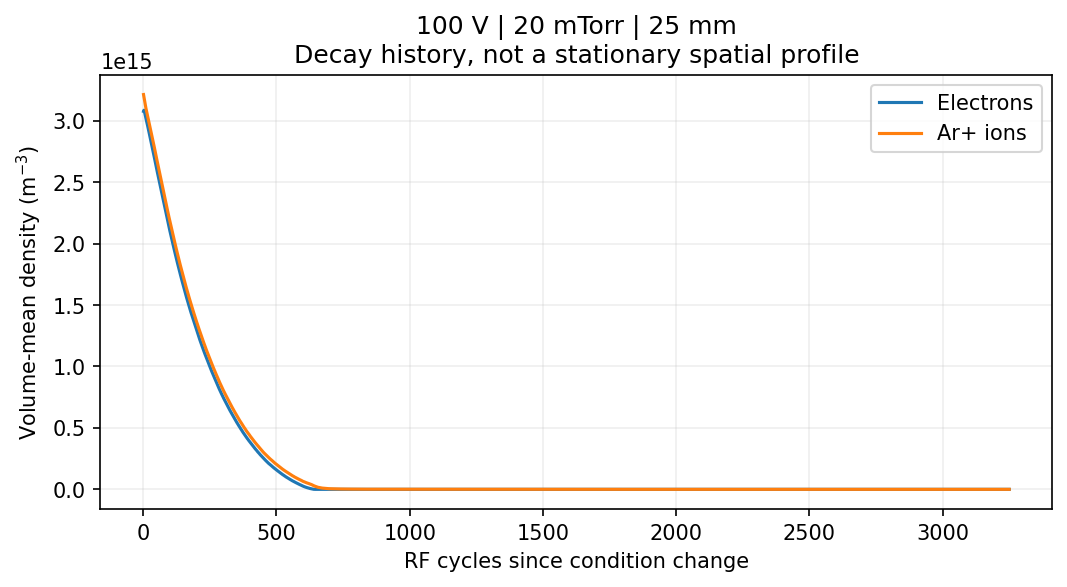 100 V | 20 mTorr | 25 mm
Decay history, not a stationary spatial profile
1e15
Electrons
Ar+ ions
3.0
2.5
2.0
1.5
1.0
0.5
0.0
Volume-mean density (m⁻³)
0 500 1000 1500 2000 2500 3000
RF cycles since condition change